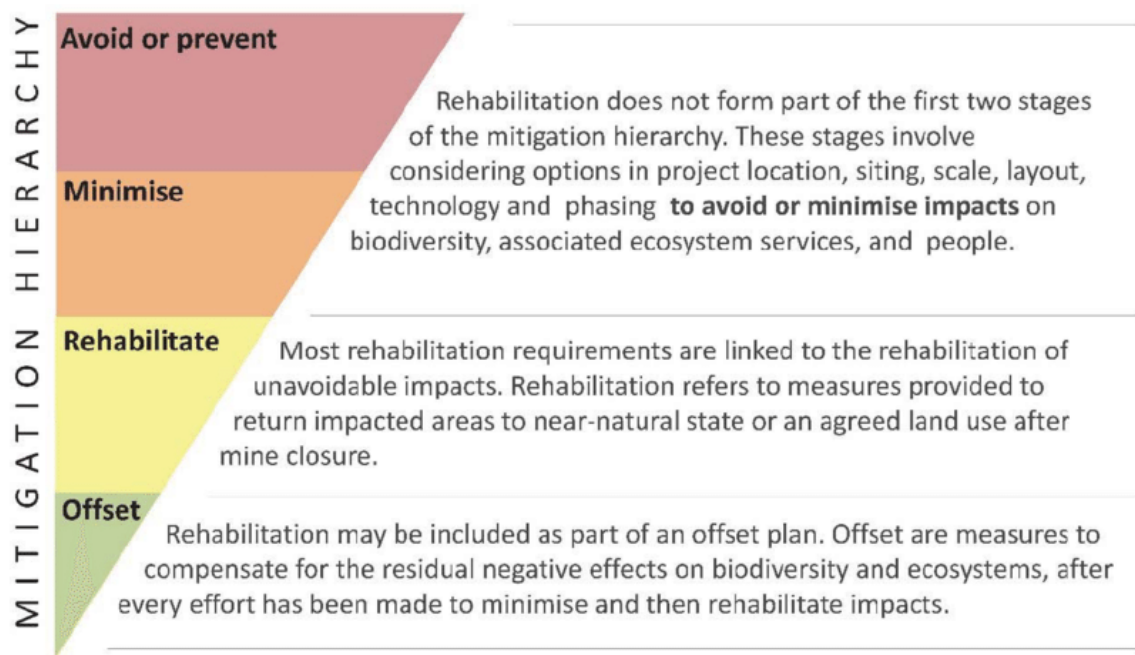 MITIGATION HIERARCHY
Avoid or prevent
Rehabilitation does not form part of the first two stages
of the mitigation hierarchy. These stages involve
considering options in project location, siting, scale, layout,
Minimise
technology and phasing to avoid or minimise impacts on
biodiversity, associated ecosystem services, and people.
Rehabilitate
Most rehabilitation requirements are linked to the rehabilitation of
unavoidable impacts. Rehabilitation refers to measures provided to
return impacted areas to near-natural state or an agreed land use after
mine closure.
Offset
Rehabilitation may be included as part of an offset plan. Offset are measures to
compensate for the residual negative effects on biodiversity and ecosystems, after
every effort has been made to minimise and then rehabilitate impacts.